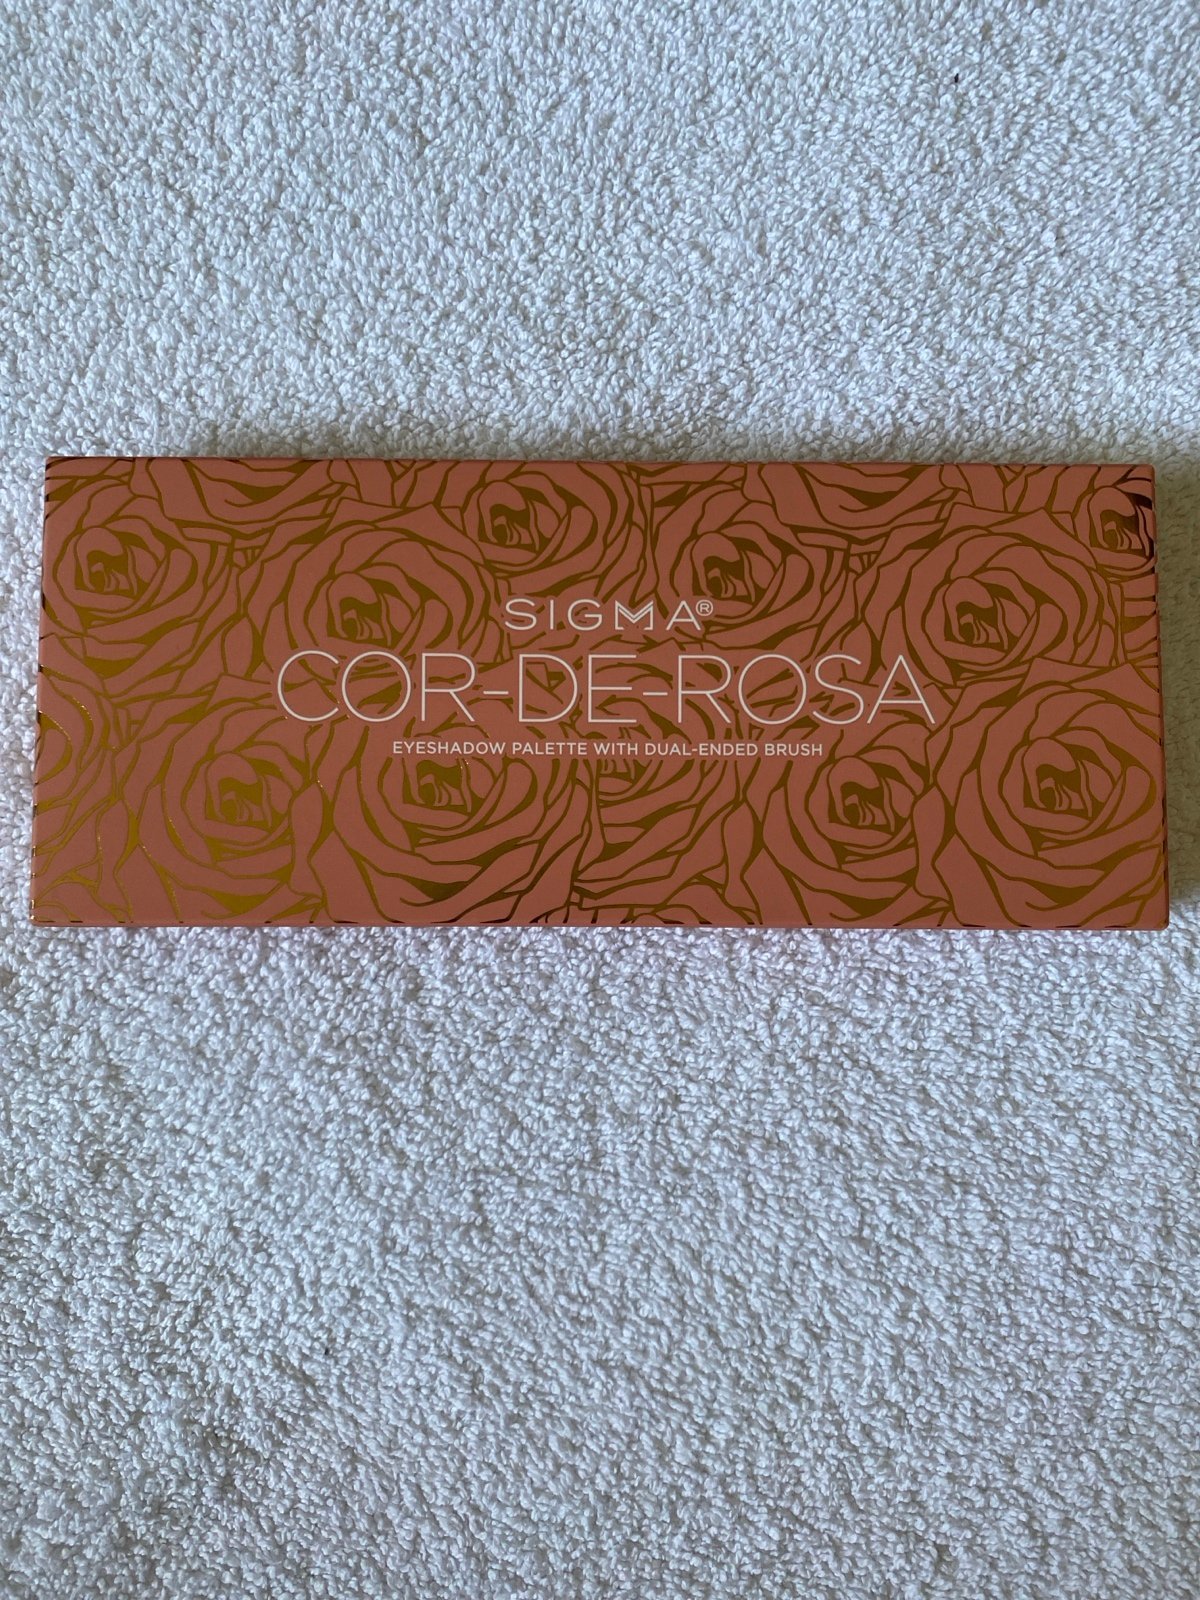 SIGMA®
COR-DE-ROSA
EYESHADOW PALETTE WITH DUAL-ENDED BRUSH